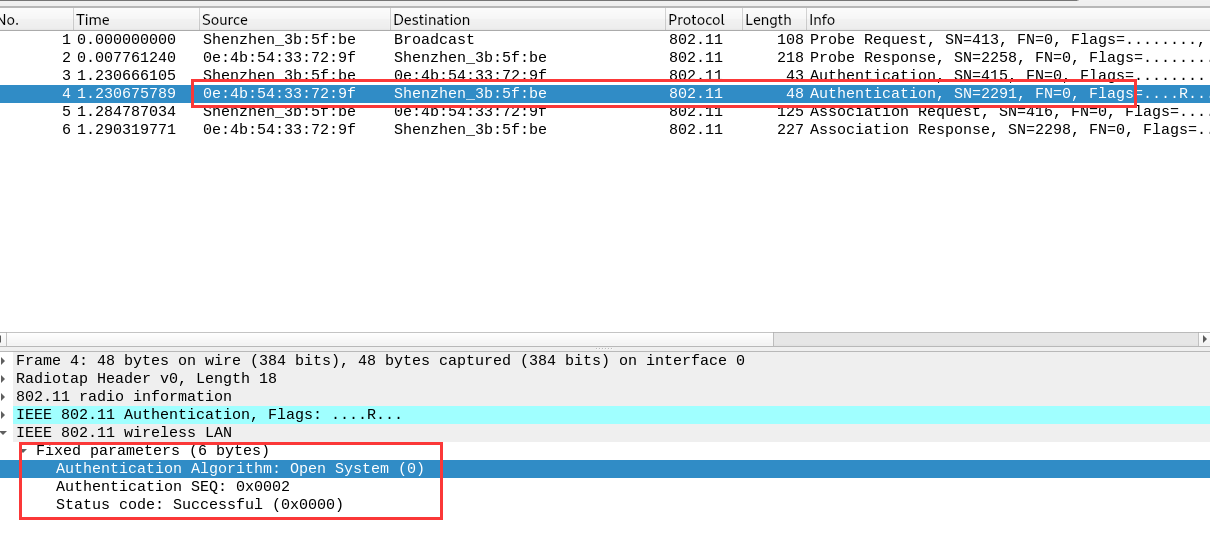 No. Time Source Destination Protocol Length Info
1 0.000000000 Shenzhen_3b:5f:be Broadcast 802.11 108 Probe Request, SN=413, FN=0, Flags=........,
2 0.007761240 0e:4b:54:33:72:9f Shenzhen_3b:5f:be 802.11 218 Probe Response, SN=2258, FN=0, Flags=........
3 1.230666105 Shenzhen_3b:5f:be 0e:4b:54:33:72:9f 802.11 43 Authentication, SN=415, FN=0, Flags=........
4 1.230675789 0e:4b:54:33:72:9f Shenzhen_3b:5f:be 802.11 48 Authentication, SN=2291, FN=0, Flags=....R...
5 1.284787034 Shenzhen_3b:5f:be 0e:4b:54:33:72:9f 802.11 125 Association Request, SN=416, FN=0, Flags=....
6 1.290319771 0e:4b:54:33:72:9f Shenzhen_3b:5f:be 802.11 227 Association Response, SN=2298, FN=0, Flags=..
Frame 4: 48 bytes on wire (384 bits), 48 bytes captured (384 bits) on interface 0
Radiotap Header v0, Length 18
802.11 radio information
IEEE 802.11 Authentication, Flags: ....R...
IEEE 802.11 wireless LAN
Fixed parameters (6 bytes)
Authentication Algorithm: Open System (0)
Authentication SEQ: 0x0002
Status code: Successful (0x0000)